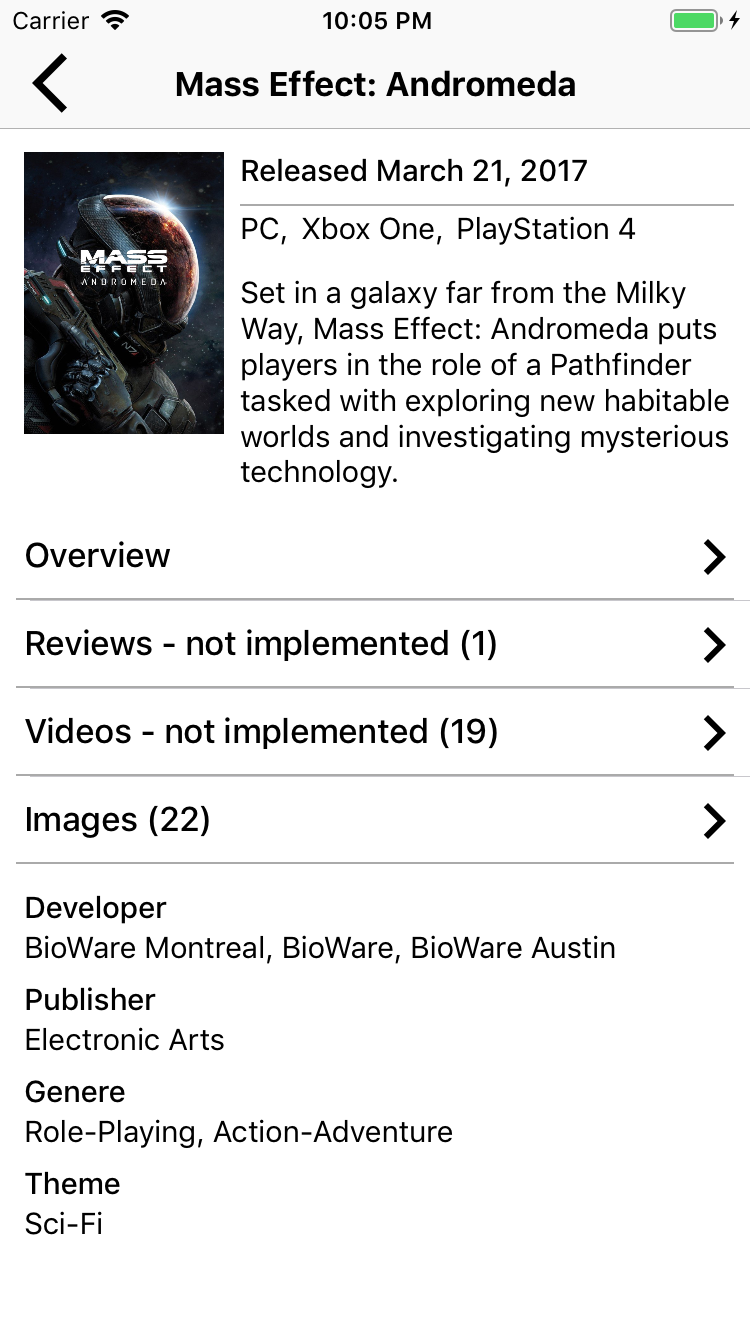 Carrier 10:05 PM
Mass Effect: Andromeda
Released March 21, 2017
PC, Xbox One, PlayStation 4
MASS
EFFECT
ANDROMEDA
N7
Set in a galaxy far from the Milky
Way, Mass Effect: Andromeda puts
players in the role of a Pathfinder
tasked with exploring new habitable
worlds and investigating mysterious
technology.
Overview
Reviews - not implemented (1)
Videos - not implemented (19)
Images (22)
Developer
BioWare Montreal, BioWare, BioWare Austin
Publisher
Electronic Arts
Genere
Role-Playing, Action-Adventure
Theme
Sci-Fi